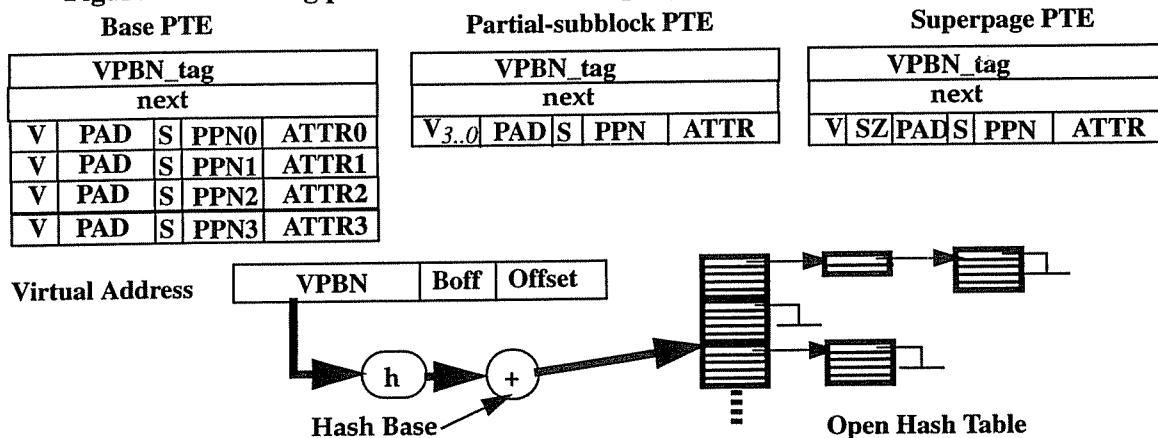 Base PTE
VPBN_tag
next
V PAD S PPN0 ATTR0
V PAD S PPN1 ATTR1
V PAD S PPN2 ATTR2
V PAD S PPN3 ATTR3
Partial-subblock PTE
VPBN_tag
next
V3..0 PAD S PPN ATTR
Superpage PTE
VPBN_tag
next
V SZ PAD S PPN ATTR
Virtual Address
VPBN Boff Offset
h
+
Hash Base
Open Hash Table